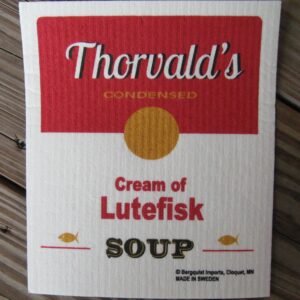 Thorvald's
CONDENSED
Cream of
Lutefisk
SOUP
© Bergquist Imports, Cloquet, MN
MADE IN SWEDEN